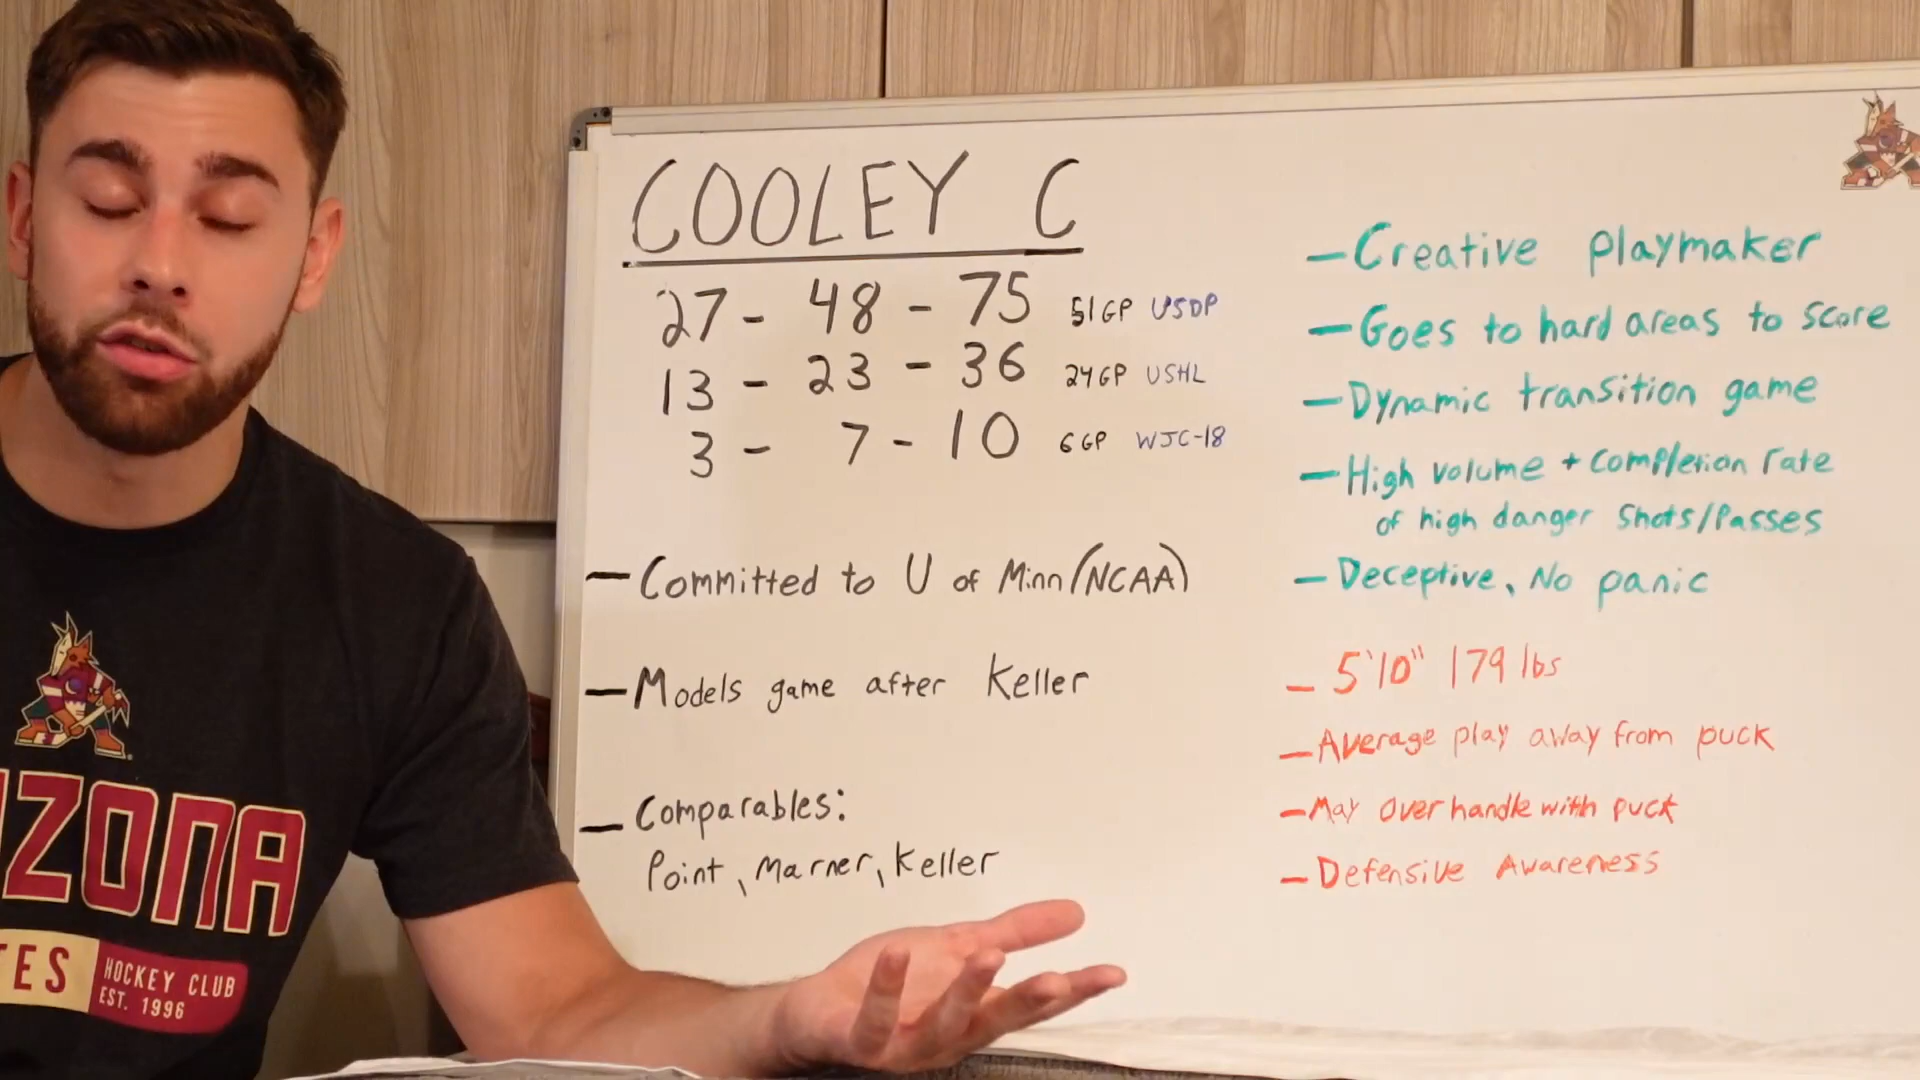 COOLEY C
27 - 48 - 75 51GP USDP
13 - 23 - 36 24GP USHL
3 - 7 - 10 6GP WJC-18
— Committed to U of Minn (NCAA)
— Models game after Keller
— Comparables:
Point, Marner, Keller
— Creative playmaker
— Goes to hard areas to score
— Dynamic transition game
— High volume + completion rate
of high danger shots/Passes
— Deceptive, No panic
— 5'10" 179 lbs
— Average play away from puck
— May over handle with puck
— Defensive Awareness
IZONA
TES
HOCKEY CLUB
EST. 1996